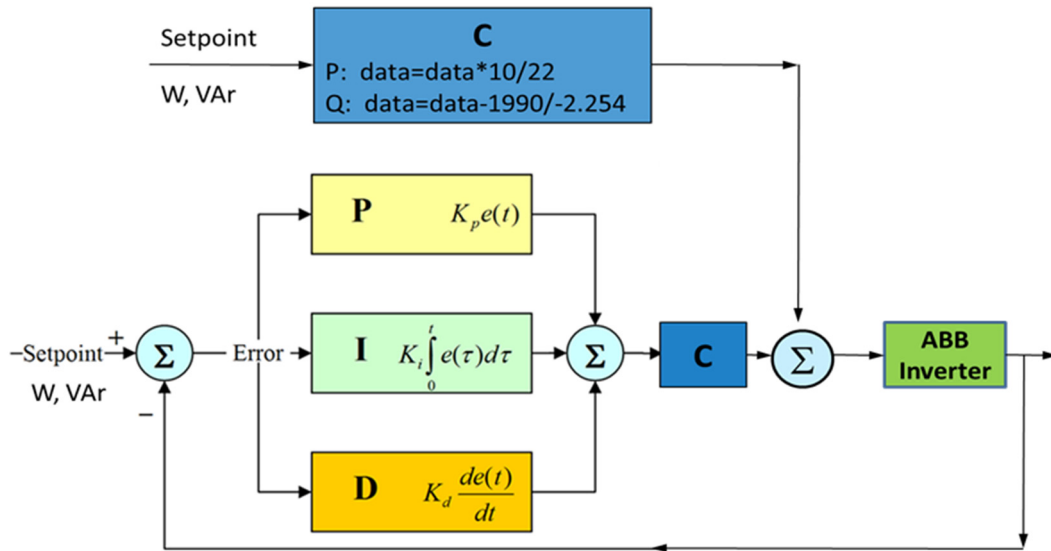 Setpoint
W, VAr
C
P: data=data*10/22
Q: data=data-1990/-2.254
P K_p e(t)
−Setpoint
+
W, VAr
−
Σ
Error
I K_i ∫_0^t e(τ)dτ
D K_d de(t)/dt
Σ
C
Σ
ABB
Inverter